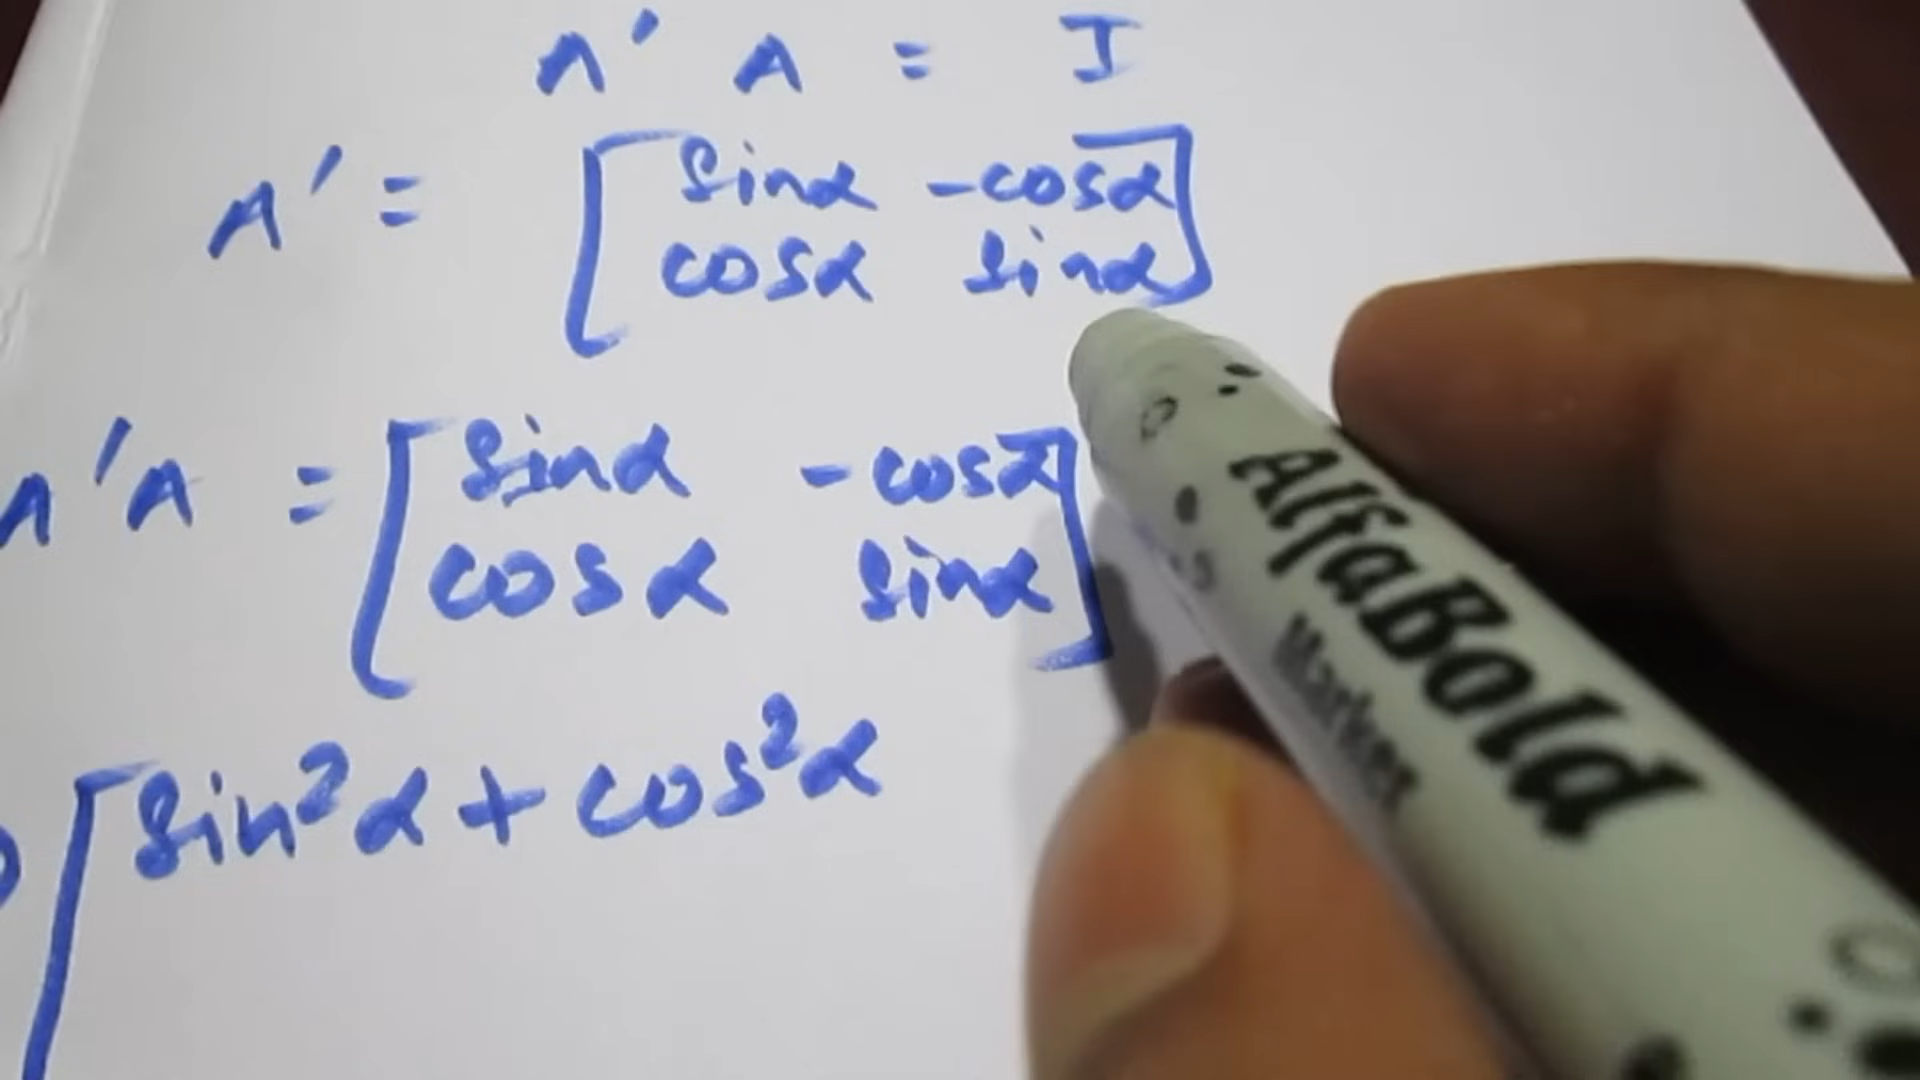 A' A = I
A' = [ sinα -cosα
cosα sinα ]
A'A = [ sinα -cosα
cosα sinα ]
[ sin²α + cos²α
AlfaBold
Marker